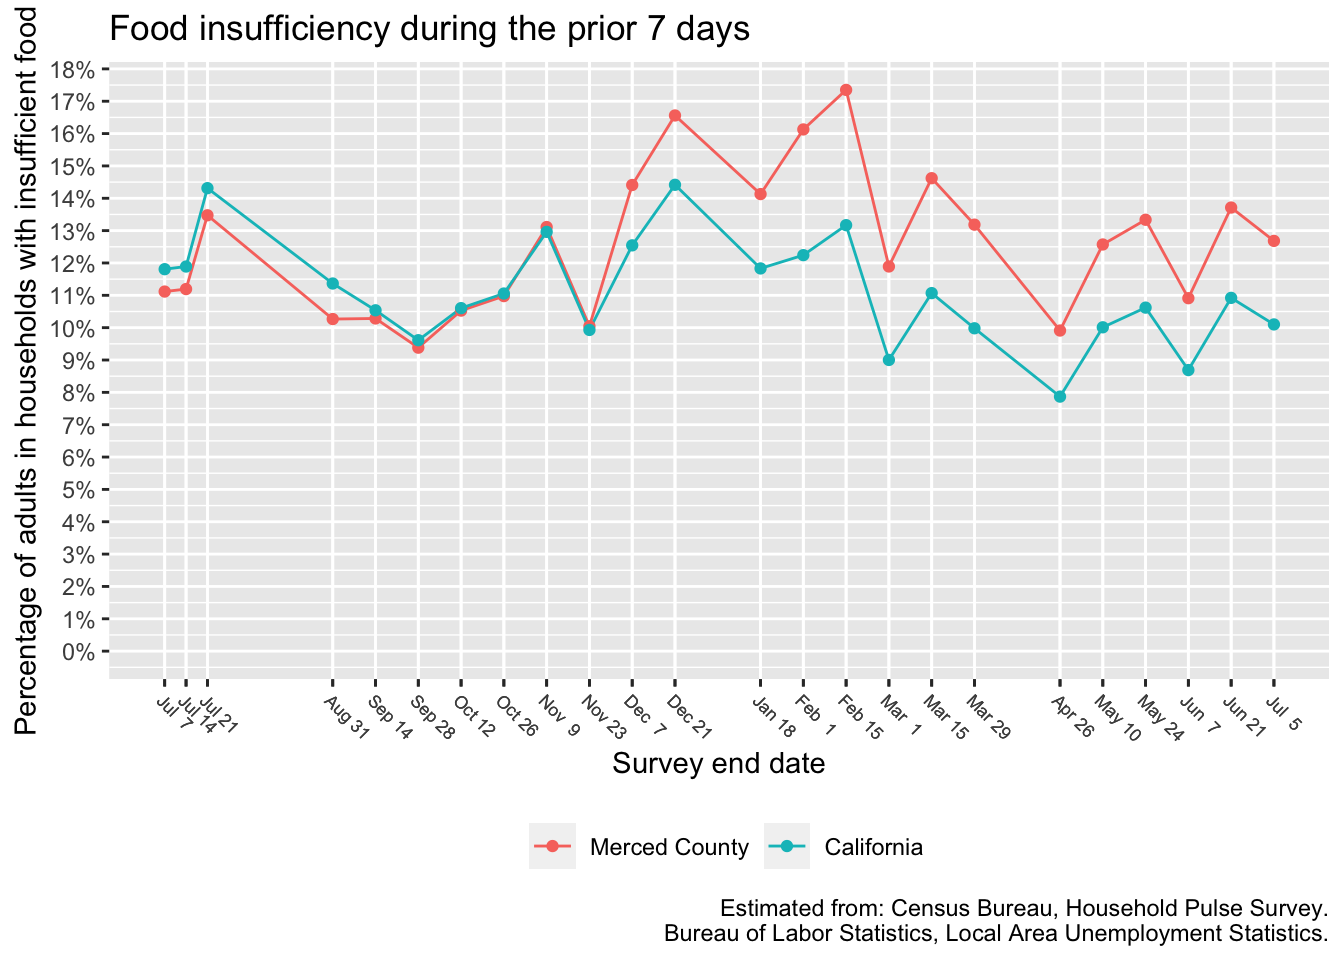 Food insufficiency during the prior 7 days
Percentage of adults in households with insufficient food
18%
17%
16%
15%
14%
13%
12%
11%
10%
9%
8%
7%
6%
5%
4%
3%
2%
1%
0%
Jul 7
Jul 14
Jul 21
Aug 31
Sep 14
Sep 28
Oct 12
Oct 26
Nov 9
Nov 23
Dec 7
Dec 21
Jan 18
Feb 1
Feb 15
Mar 1
Mar 15
Mar 29
Apr 26
May 10
May 24
Jun 7
Jun 21
Jul 5
Survey end date
Merced County
California
Estimated from: Census Bureau, Household Pulse Survey.
Bureau of Labor Statistics, Local Area Unemployment Statistics.